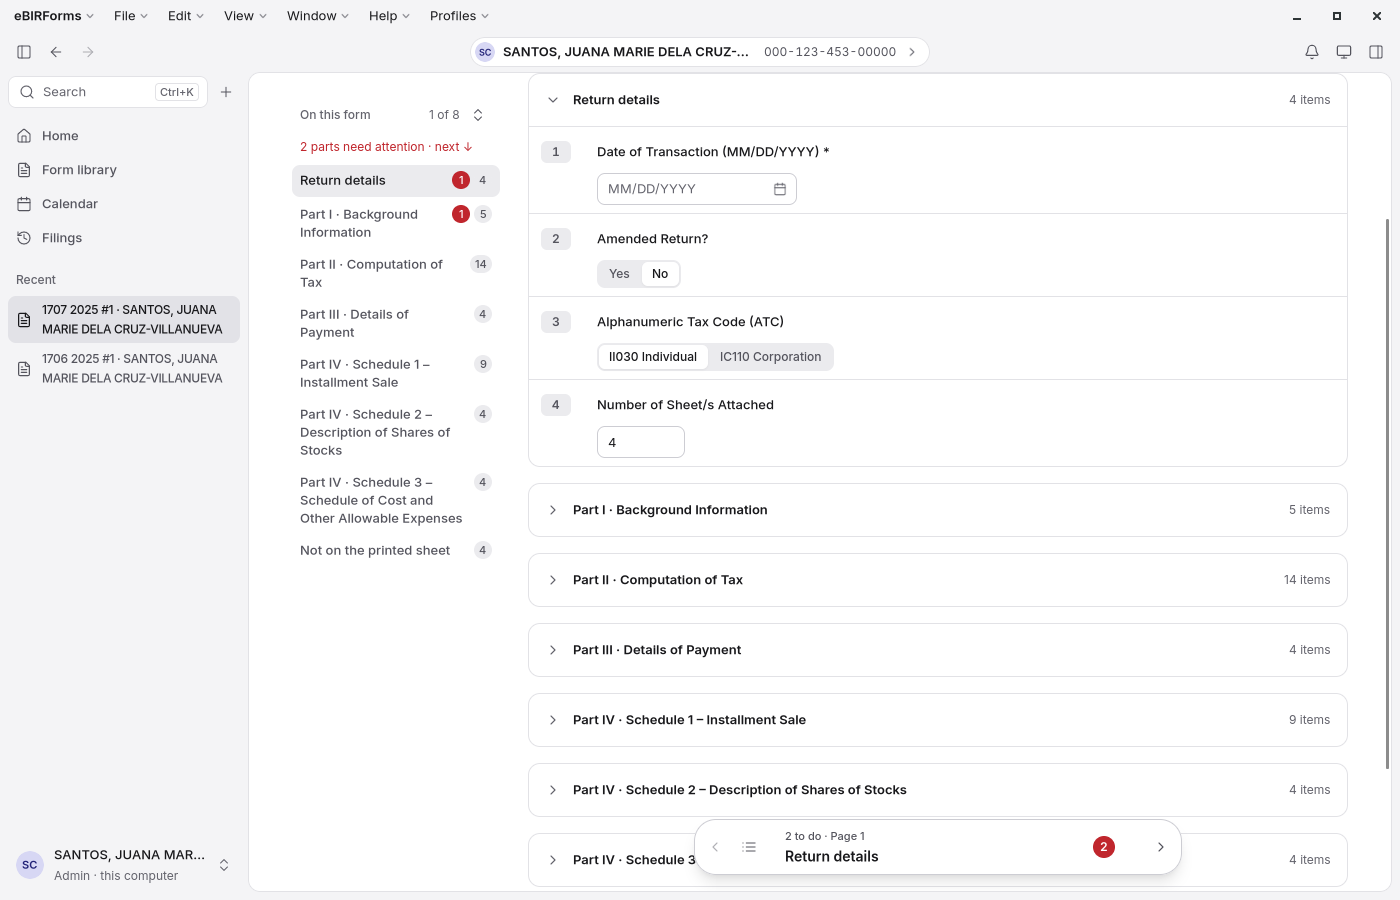 eBIRForms File Edit View Window Help Profiles
SC SANTOS, JUANA MARIE DELA CRUZ-... 000-123-453-00000
Search Ctrl+K
Home
Form library
Calendar
Filings
Recent
1707 2025 #1 · SANTOS, JUANA
MARIE DELA CRUZ-VILLANUEVA
1706 2025 #1 · SANTOS, JUANA
MARIE DELA CRUZ-VILLANUEVA
SC SANTOS, JUANA MAR...
Admin · this computer
On this form 1 of 8
2 parts need attention · next ↓
Return details 1 4
Part I · Background 1 5
Information
Part II · Computation of 14
Tax
Part III · Details of 4
Payment
Part IV · Schedule 1 – 9
Installment Sale
Part IV · Schedule 2 – 4
Description of Shares of
Stocks
Part IV · Schedule 3 – 4
Schedule of Cost and
Other Allowable Expenses
Not on the printed sheet 4
Return details 4 items
1 Date of Transaction (MM/DD/YYYY) *
MM/DD/YYYY
2 Amended Return?
Yes No
3 Alphanumeric Tax Code (ATC)
II030 Individual IC110 Corporation
4 Number of Sheet/s Attached
4
Part I · Background Information 5 items
Part II · Computation of Tax 14 items
Part III · Details of Payment 4 items
Part IV · Schedule 1 – Installment Sale 9 items
Part IV · Schedule 2 – Description of Shares of Stocks 4 items
Part IV · Schedule 3 4 items
2 to do · Page 1
Return details 2